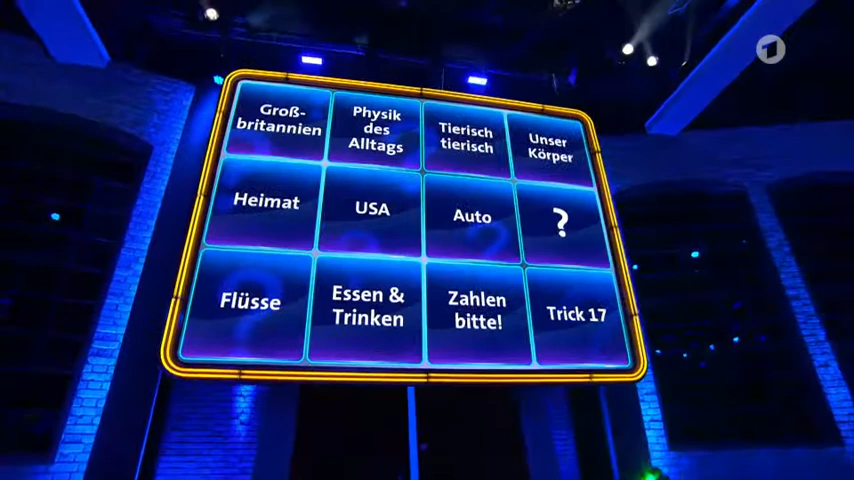 Groß-
britannien
Physik
des
Alltags
Tierisch
tierisch
Unser
Körper
Heimat
USA
Auto
?
Flüsse
Essen &
Trinken
Zahlen
bitte!
Trick 17
1